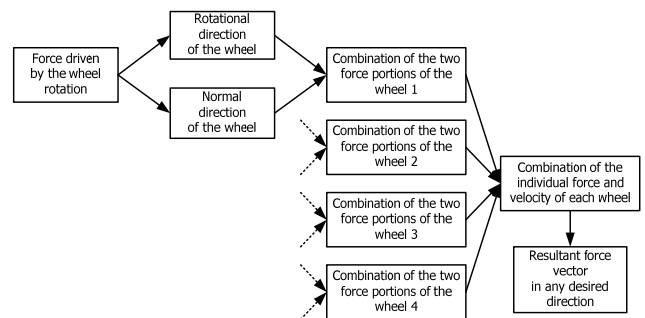 Force driven
by the wheel
rotation
Rotational
direction
of the wheel
Normal
direction
of the wheel
Combination of the two
force portions of the
wheel 1
Combination of the two
force portions of the
wheel 2
Combination of the two
force portions of the
wheel 3
Combination of the two
force portions of the
wheel 4
Combination of the
individual force and
velocity of each wheel
Resultant force
vector
in any desired
direction